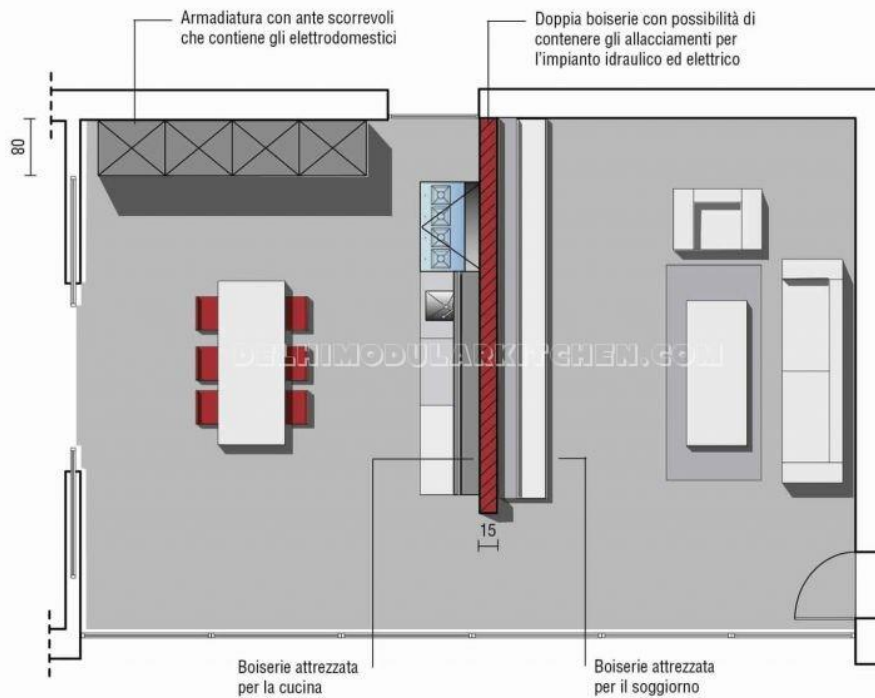 Armadiatura con ante scorrevoli
che contiene gli elettrodomestici
Doppia boiserie con possibilità di
contenere gli allacciamenti per
l'impianto idraulico ed elettrico
80
DELHIMODULARKITCHEN.COM
15
Boiserie attrezzata
per la cucina
Boiserie attrezzata
per il soggiorno